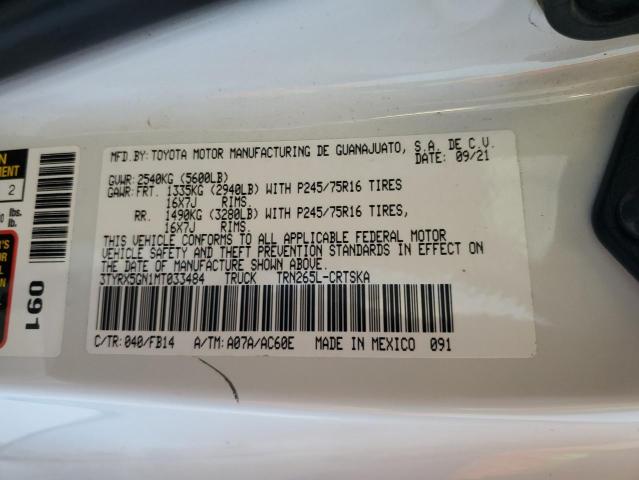 MFD.BY: TOYOTA MOTOR MANUFACTURING DE GUANAJUATO, S.A. DE C.V.
DATE: 09/21
GVWR: 2540KG (5600LB)
GAWR: FRT. 1335KG (2940LB) WITH P245/75R16 TIRES
16X7J RIMS.
RR. 1490KG (3280LB) WITH P245/75R16 TIRES,
16X7J RIMS.
THIS VEHICLE CONFORMS TO ALL APPLICABLE FEDERAL MOTOR
VEHICLE SAFETY AND THEFT PREVENTION STANDARDS IN EFFECT ON
THE DATE OF MANUFACTURE SHOWN ABOVE.
3TYRX5GN1MT033484 TRUCK TRN265L-CRTSKA
C/TR: 040/FB14 A/TM: A07A/AC60E MADE IN MEXICO 091
2
lbs.
lb.
091